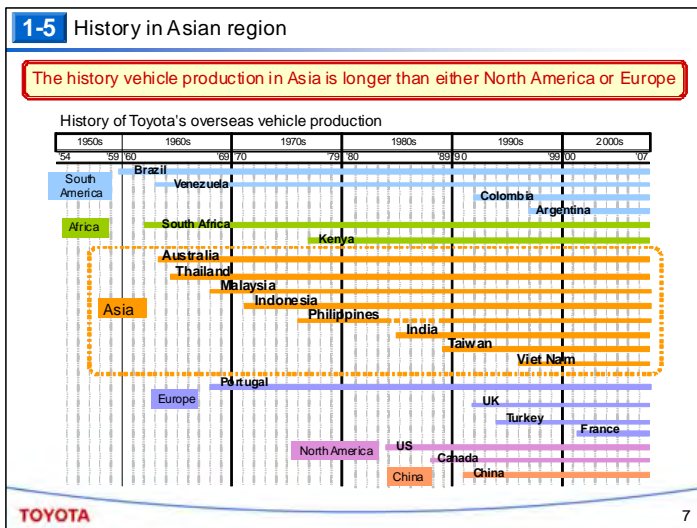 1-5 History in Asian region
The history vehicle production in Asia is longer than either North America or Europe
History of Toyota's overseas vehicle production
1950s 1960s 1970s 1980s 1990s 2000s
'54 '59 '60 '69 '70 '79 '80 '89 '90 '99 '00 '07
Brazil
South
America
Venezuela
Colombia
Argentina
Africa
South Africa
Kenya
Australia
Thailand
Malaysia
Asia
Indonesia
Philippines
India
Taiwan
Viet Nam
Portugal
Europe
UK
Turkey
France
North America
US
Canada
China
China
TOYOTA
7